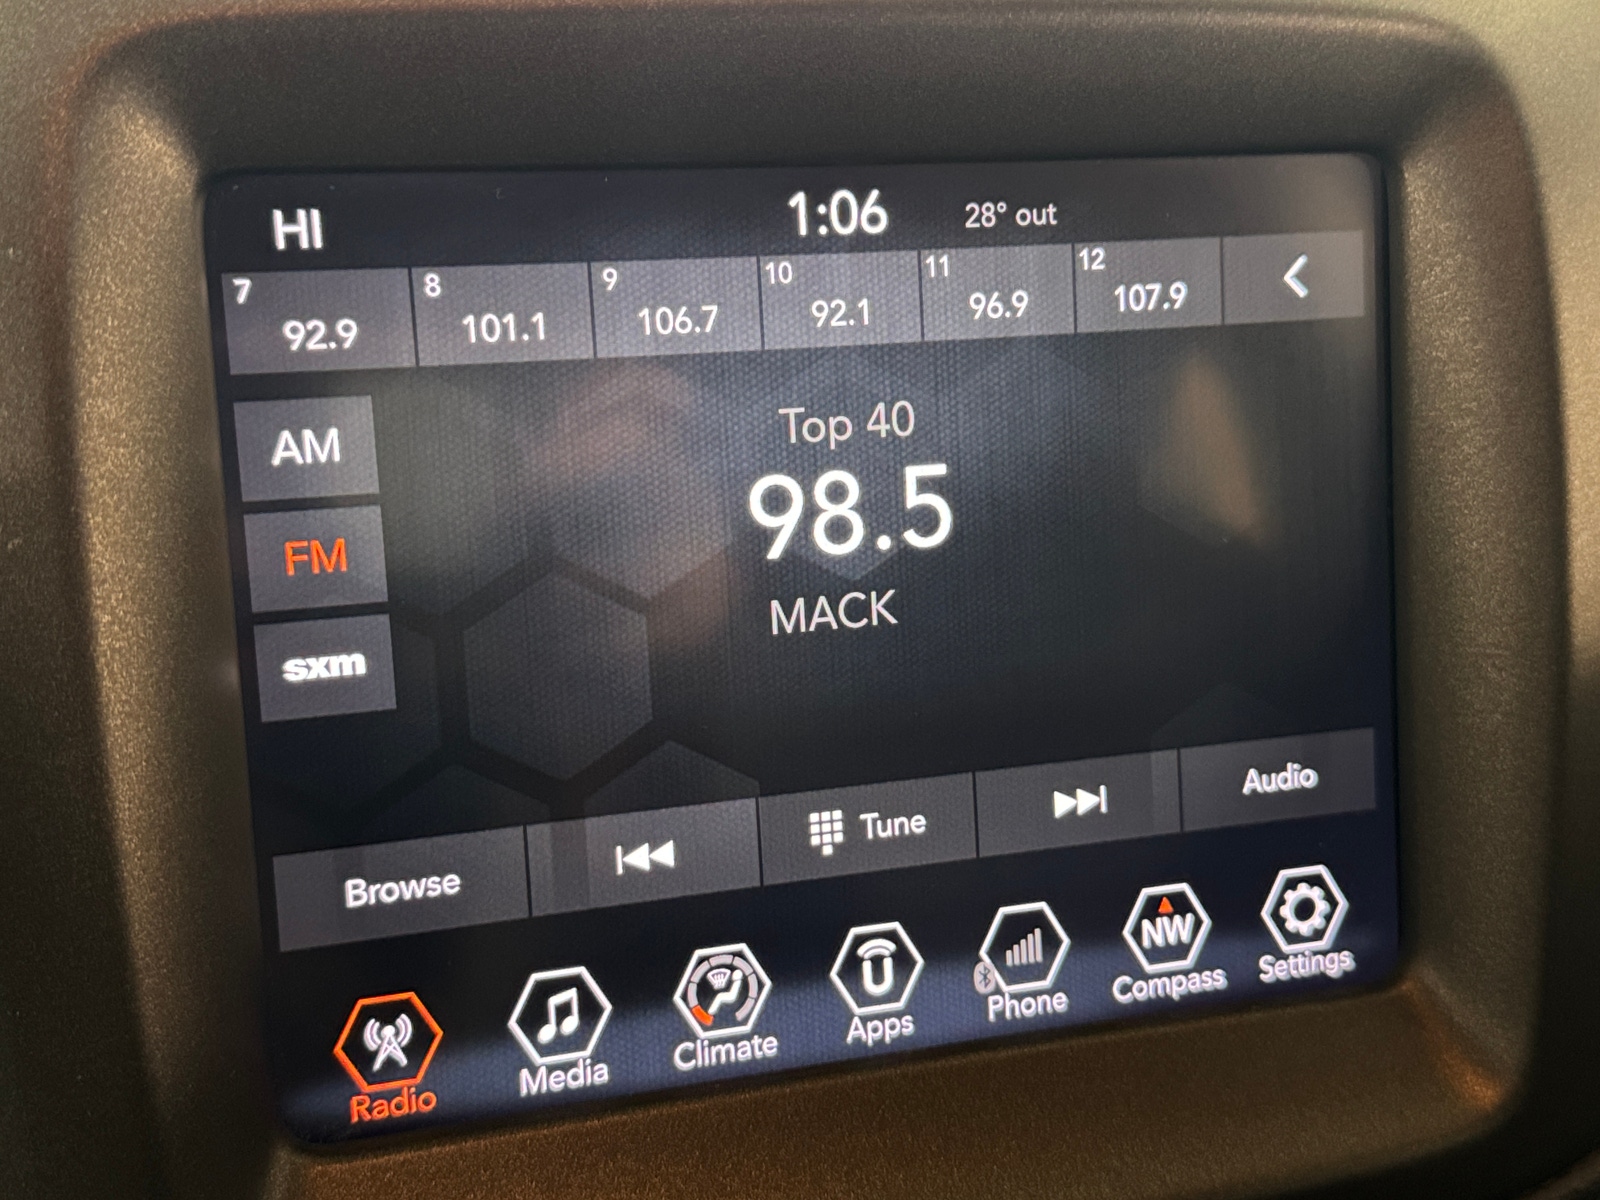 HI 1:06 28° out
7 8 9 10 11 12
92.9 101.1 106.7 92.1 96.9 107.9
AM
FM
sxm
Top 40
98.5
MACK
Browse Tune Audio
NW
Radio Media Climate Apps Phone Compass Settings